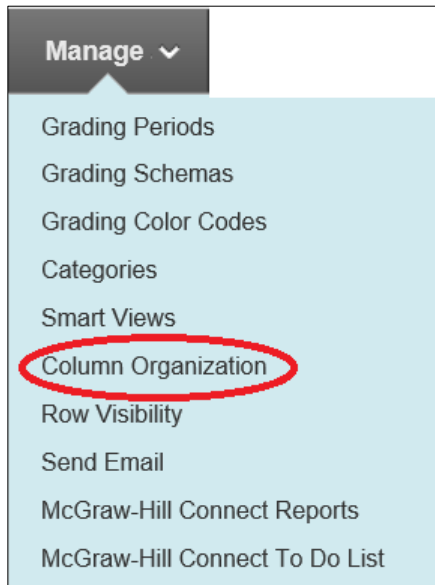 Manage
Grading Periods
Grading Schemas
Grading Color Codes
Categories
Smart Views
Column Organization
Row Visibility
Send Email
McGraw-Hill Connect Reports
McGraw-Hill Connect To Do List